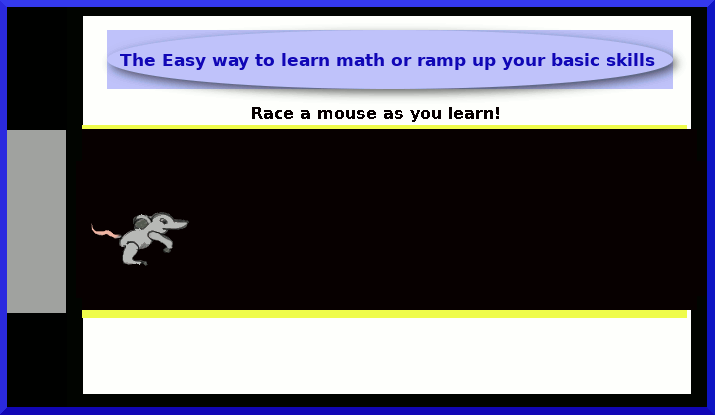 The Easy way to learn math or ramp up your basic skills
Race a mouse as you learn!